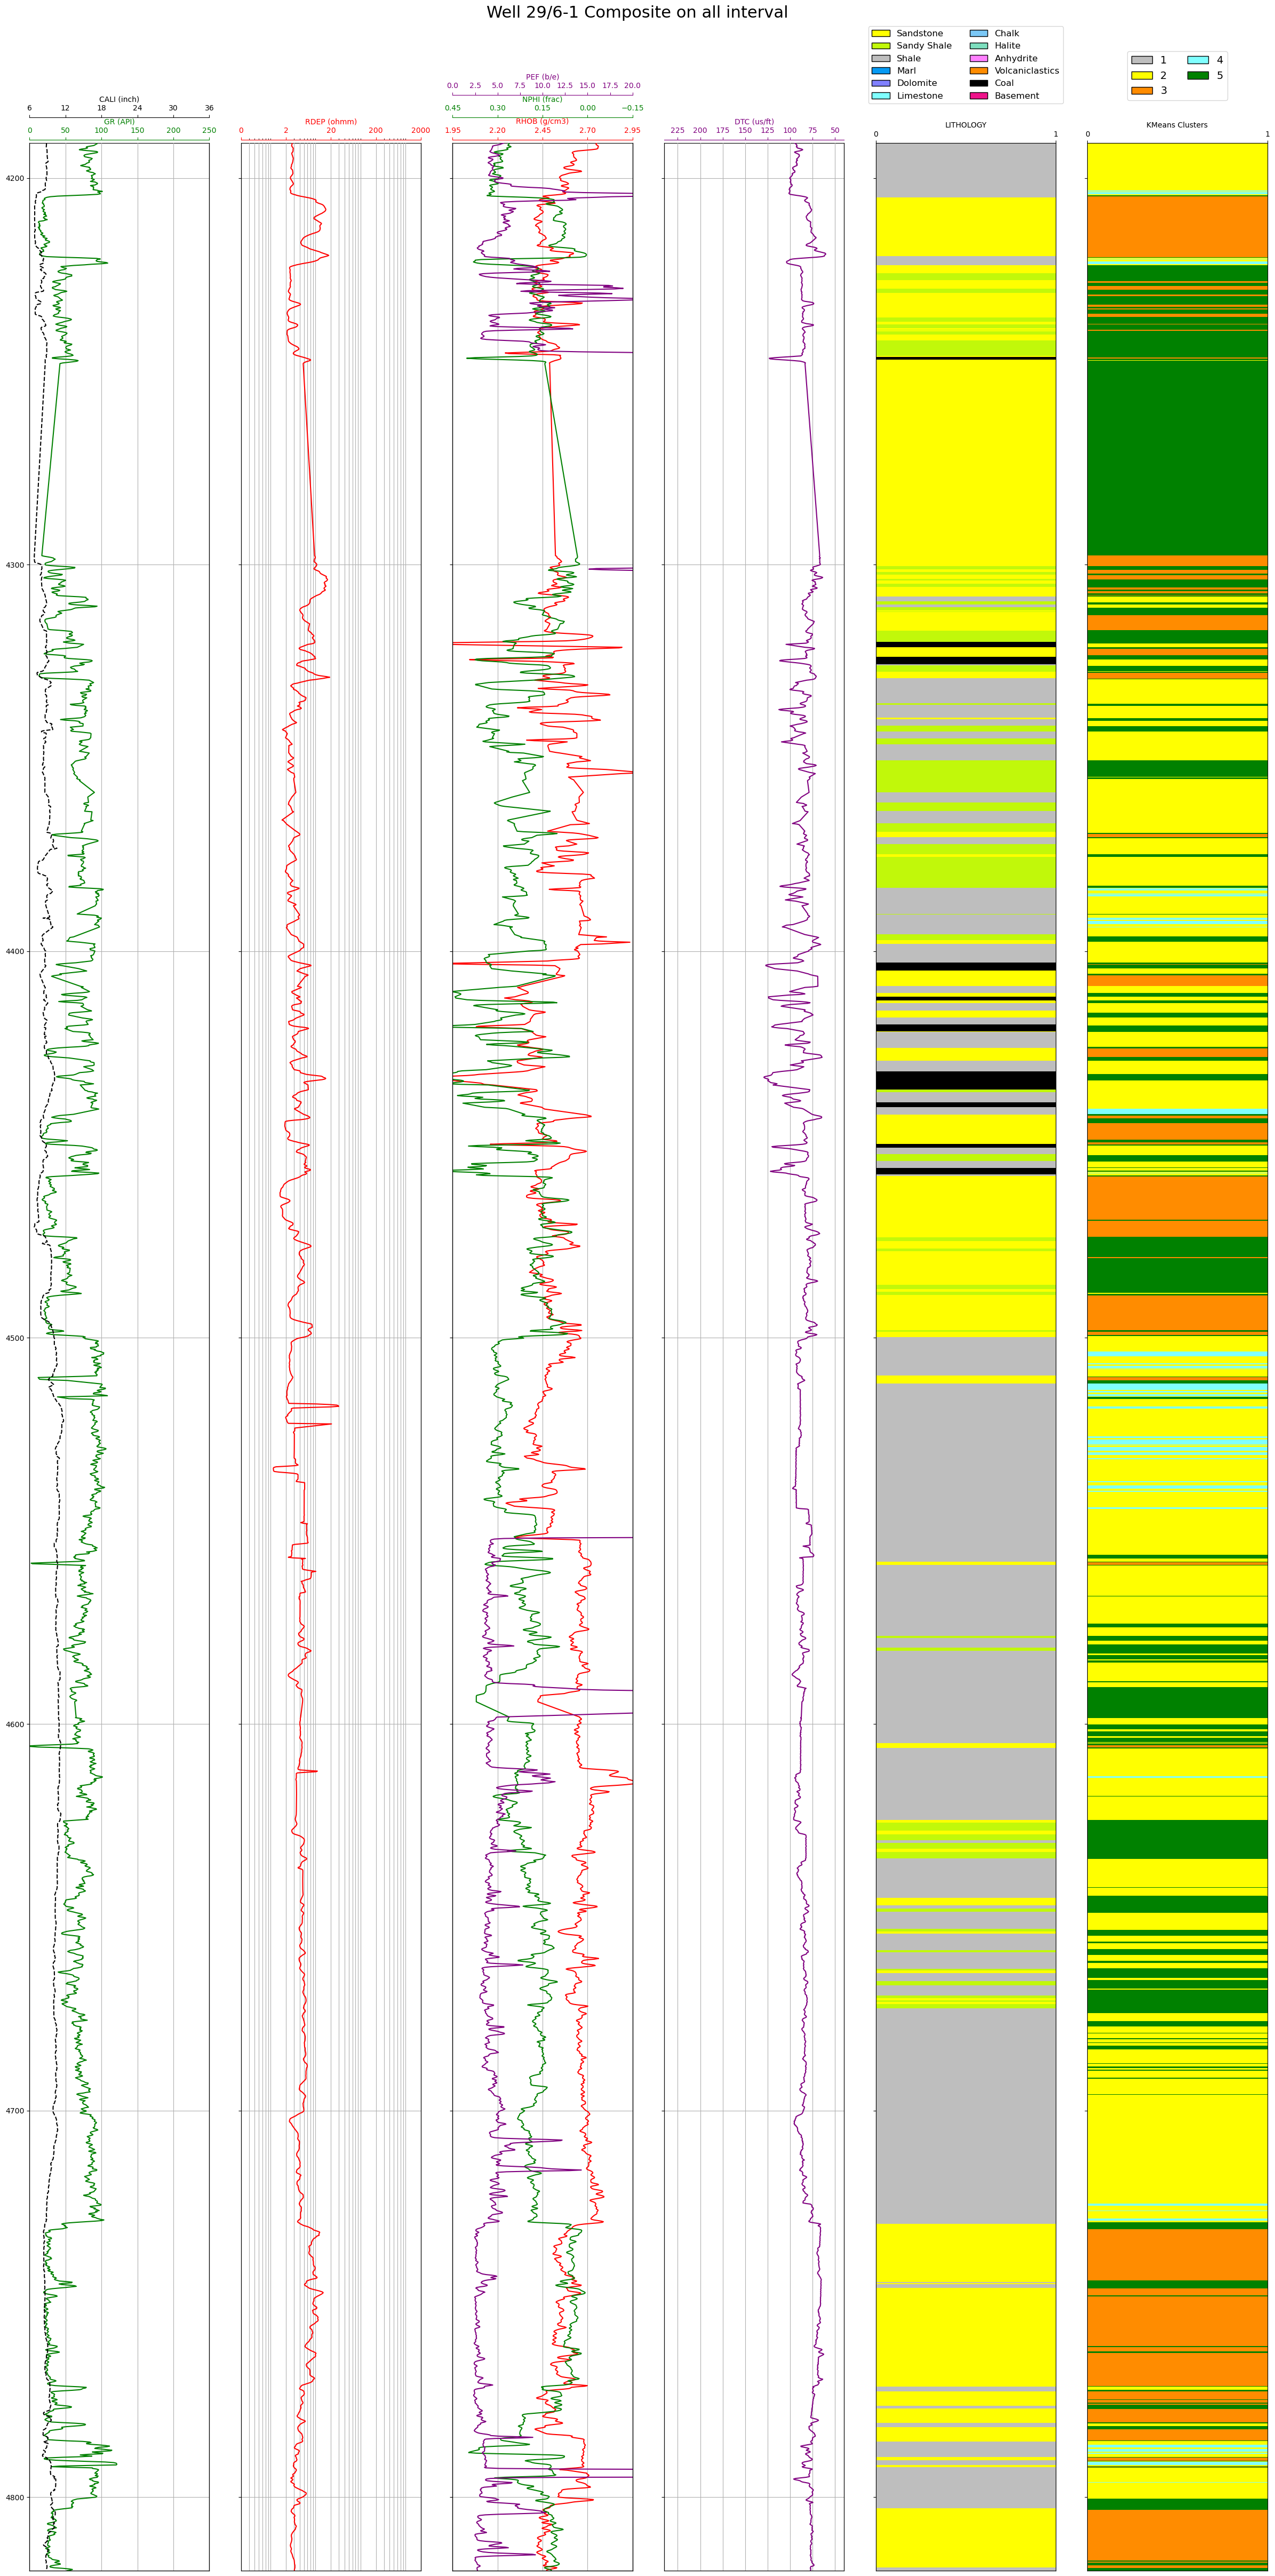 Well 29/6-1 Composite on all interval
Sandstone Chalk
Sandy Shale Halite
Shale Anhydrite
Marl Volcaniclastics
Dolomite Coal
Limestone Basement
1 4
2 5
3
PEF (b/e)
0.0 2.5 5.0 7.5 10.0 12.5 15.0 17.5 20.0
CALI (inch) NPHI (frac)
6 12 18 24 30 36 0.45 0.30 0.15 0.00 −0.15
GR (API) RDEP (ohmm) RHOB (g/cm3) DTC (us/ft) LITHOLOGY KMeans Clusters
0 50 100 150 200 250 0 2 20 200 2000 1.95 2.20 2.45 2.70 2.95 225 200 175 150 125 100 75 50 0 1 0 1
4200
4300
4400
4500
4600
4700
4800